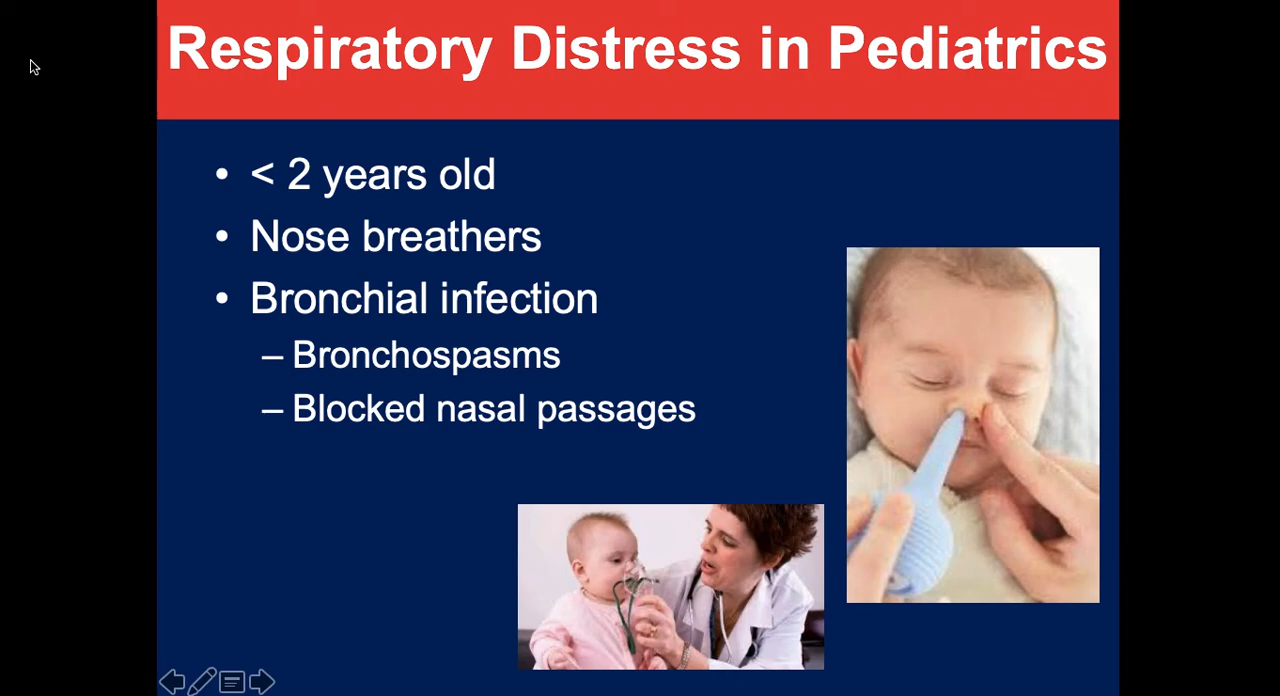 Respiratory Distress in Pediatrics
• < 2 years old
• Nose breathers
• Bronchial infection
– Bronchospasms
– Blocked nasal passages